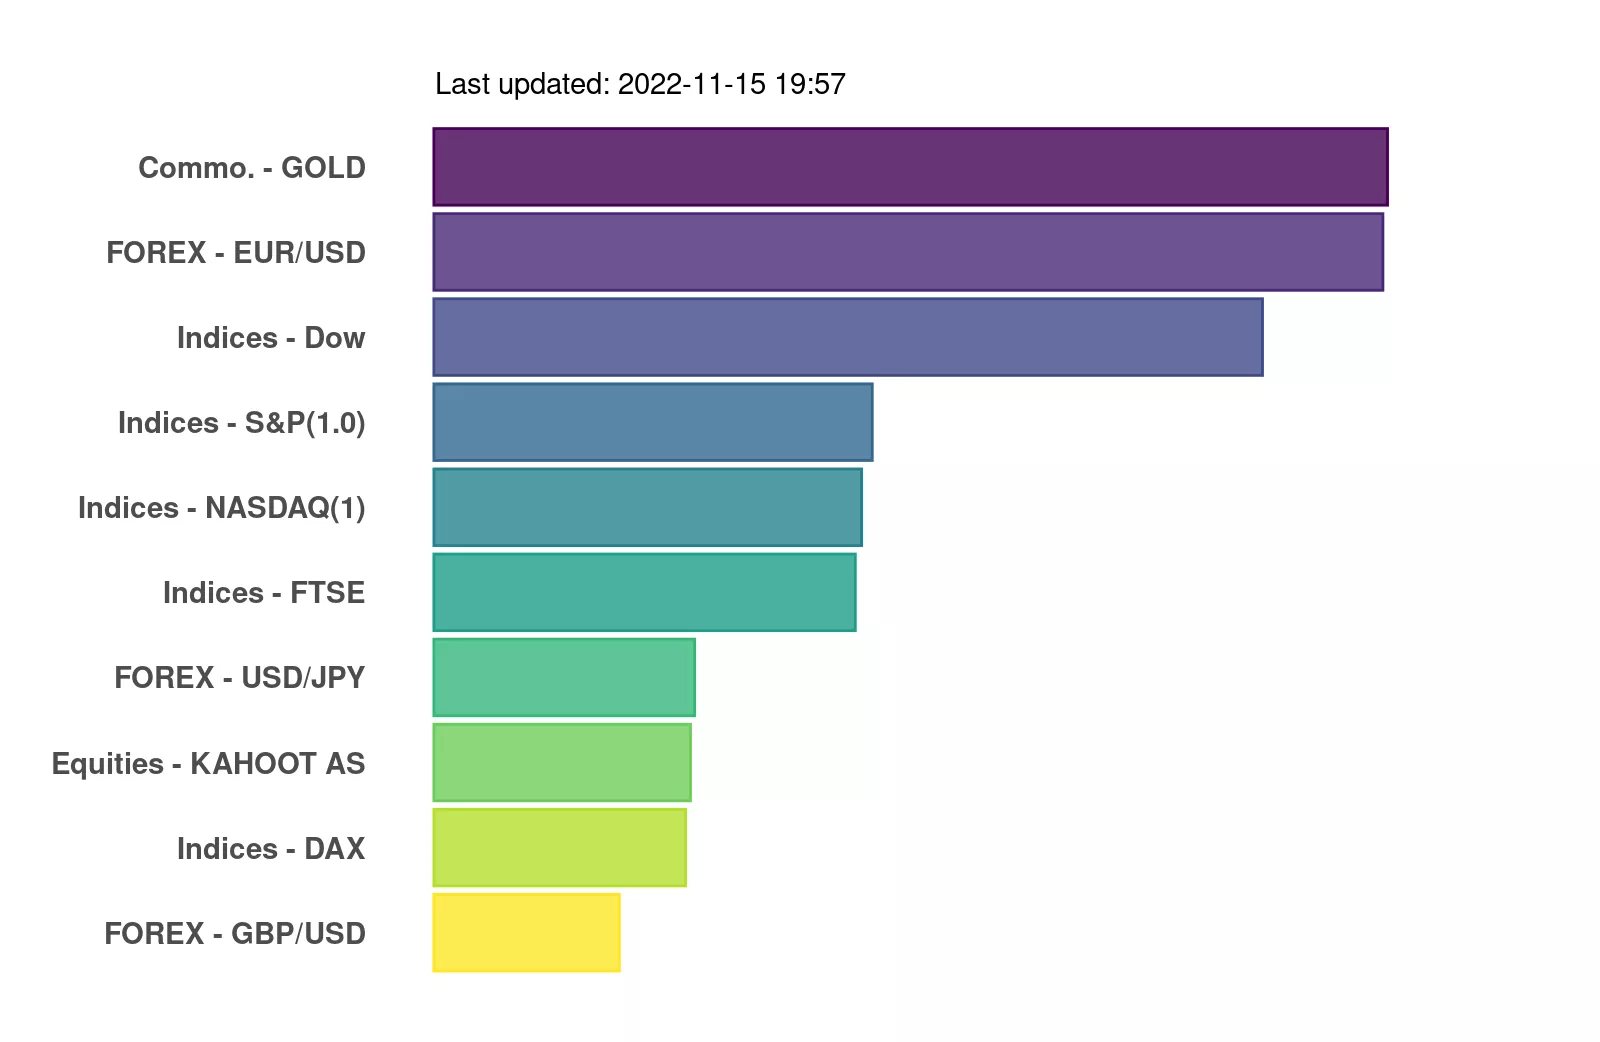 Last updated: 2022-11-15 19:57
Commo. - GOLD
FOREX - EUR/USD
Indices - Dow
Indices - S&P(1.0)
Indices - NASDAQ(1)
Indices - FTSE
FOREX - USD/JPY
Equities - KAHOOT AS
Indices - DAX
FOREX - GBP/USD